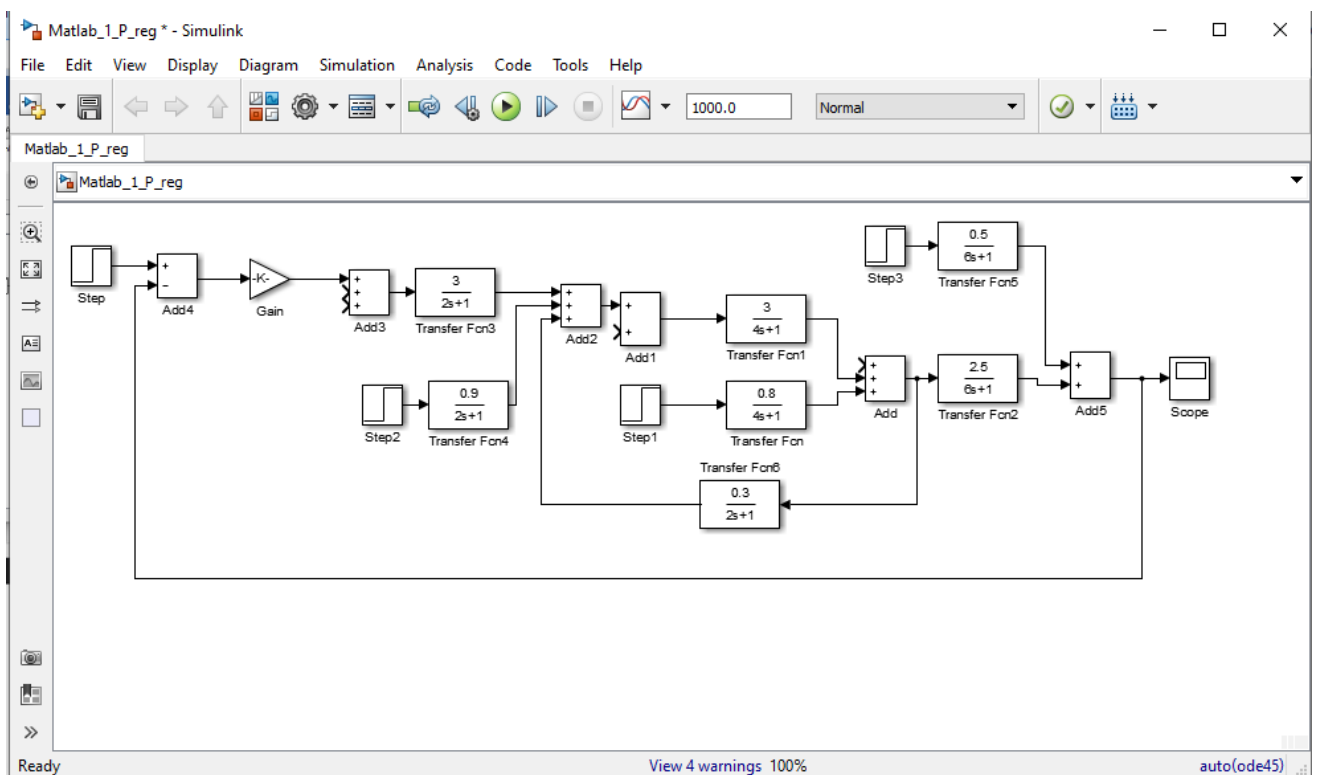 Matlab_1_P_reg * - Simulink
File Edit View Display Diagram Simulation Analysis Code Tools Help
1000.0
Normal
Matlab_1_P_reg
Matlab_1_P_reg
Step
+
−
Add4
-K-
Gain
+
+
+
Add3
3
2s+1
Transfer Fcn3
+
+
+
Add2
+
+
Add1
3
4s+1
Transfer Fcn1
Step3
0.5
6s+1
Transfer Fcn5
Step2
0.9
2s+1
Transfer Fcn4
Step1
0.8
4s+1
Transfer Fcn
+
+
+
Add
2.5
6s+1
Transfer Fcn2
+
+
Add5
Scope
Transfer Fcn6
0.3
2s+1
Ready
View 4 warnings 100%
auto(ode45)